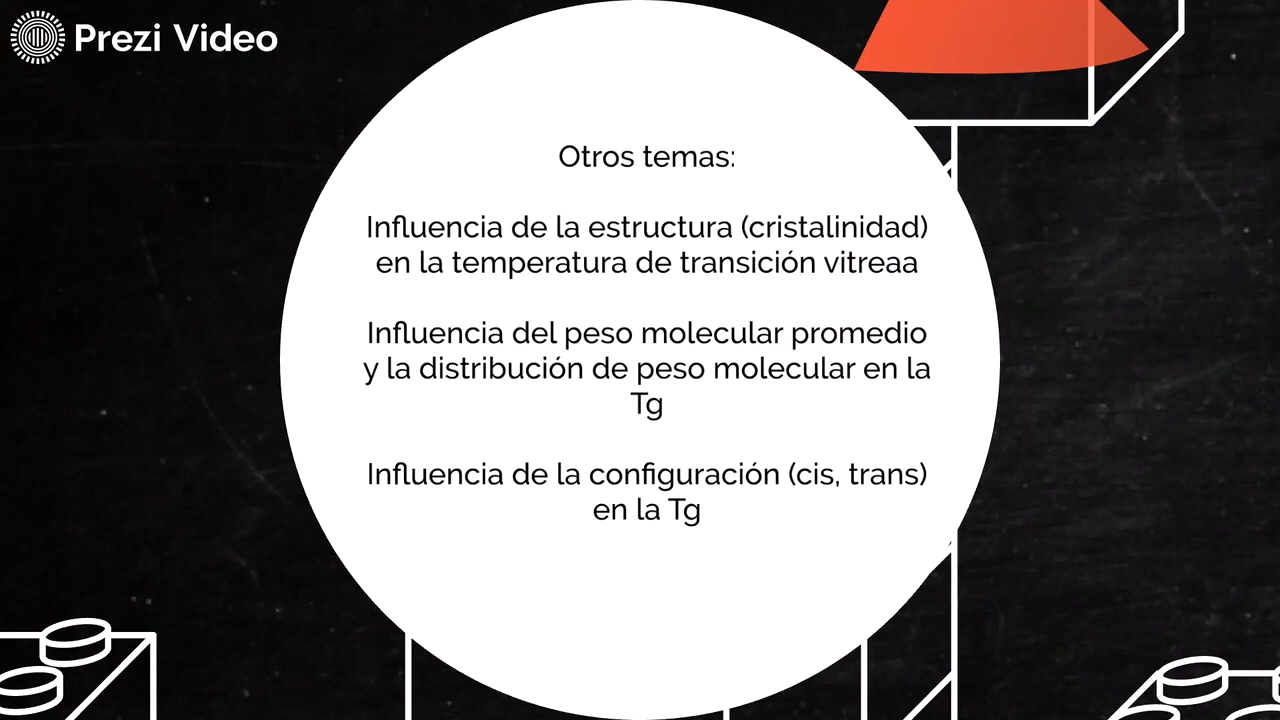 Prezi Video
Otros temas:
Influencia de la estructura (cristalinidad)
en la temperatura de transición vitreaa
Influencia del peso molecular promedio
y la distribución de peso molecular en la
Tg
Influencia de la configuración (cis, trans)
en la Tg